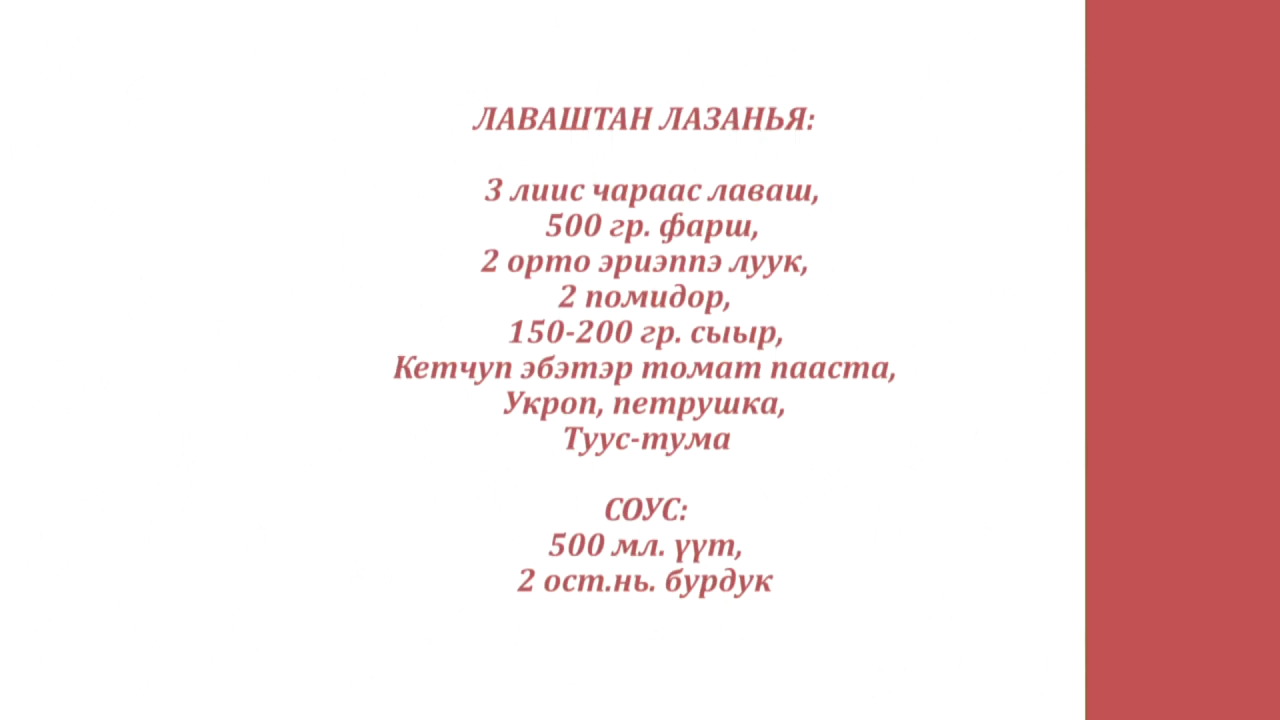 ЛАВАШТАН ЛАЗАНЬЯ:
3 лиис чараас лаваш,
500 гр. фарш,
2 орто эриэппэ луук,
2 помидор,
150-200 гр. сыыр,
Кетчуп эбэтэр томат пааста,
Укроп, петрушка,
Туус-тума
СОУС:
500 мл. үүт,
2 ост.нь. бурдук